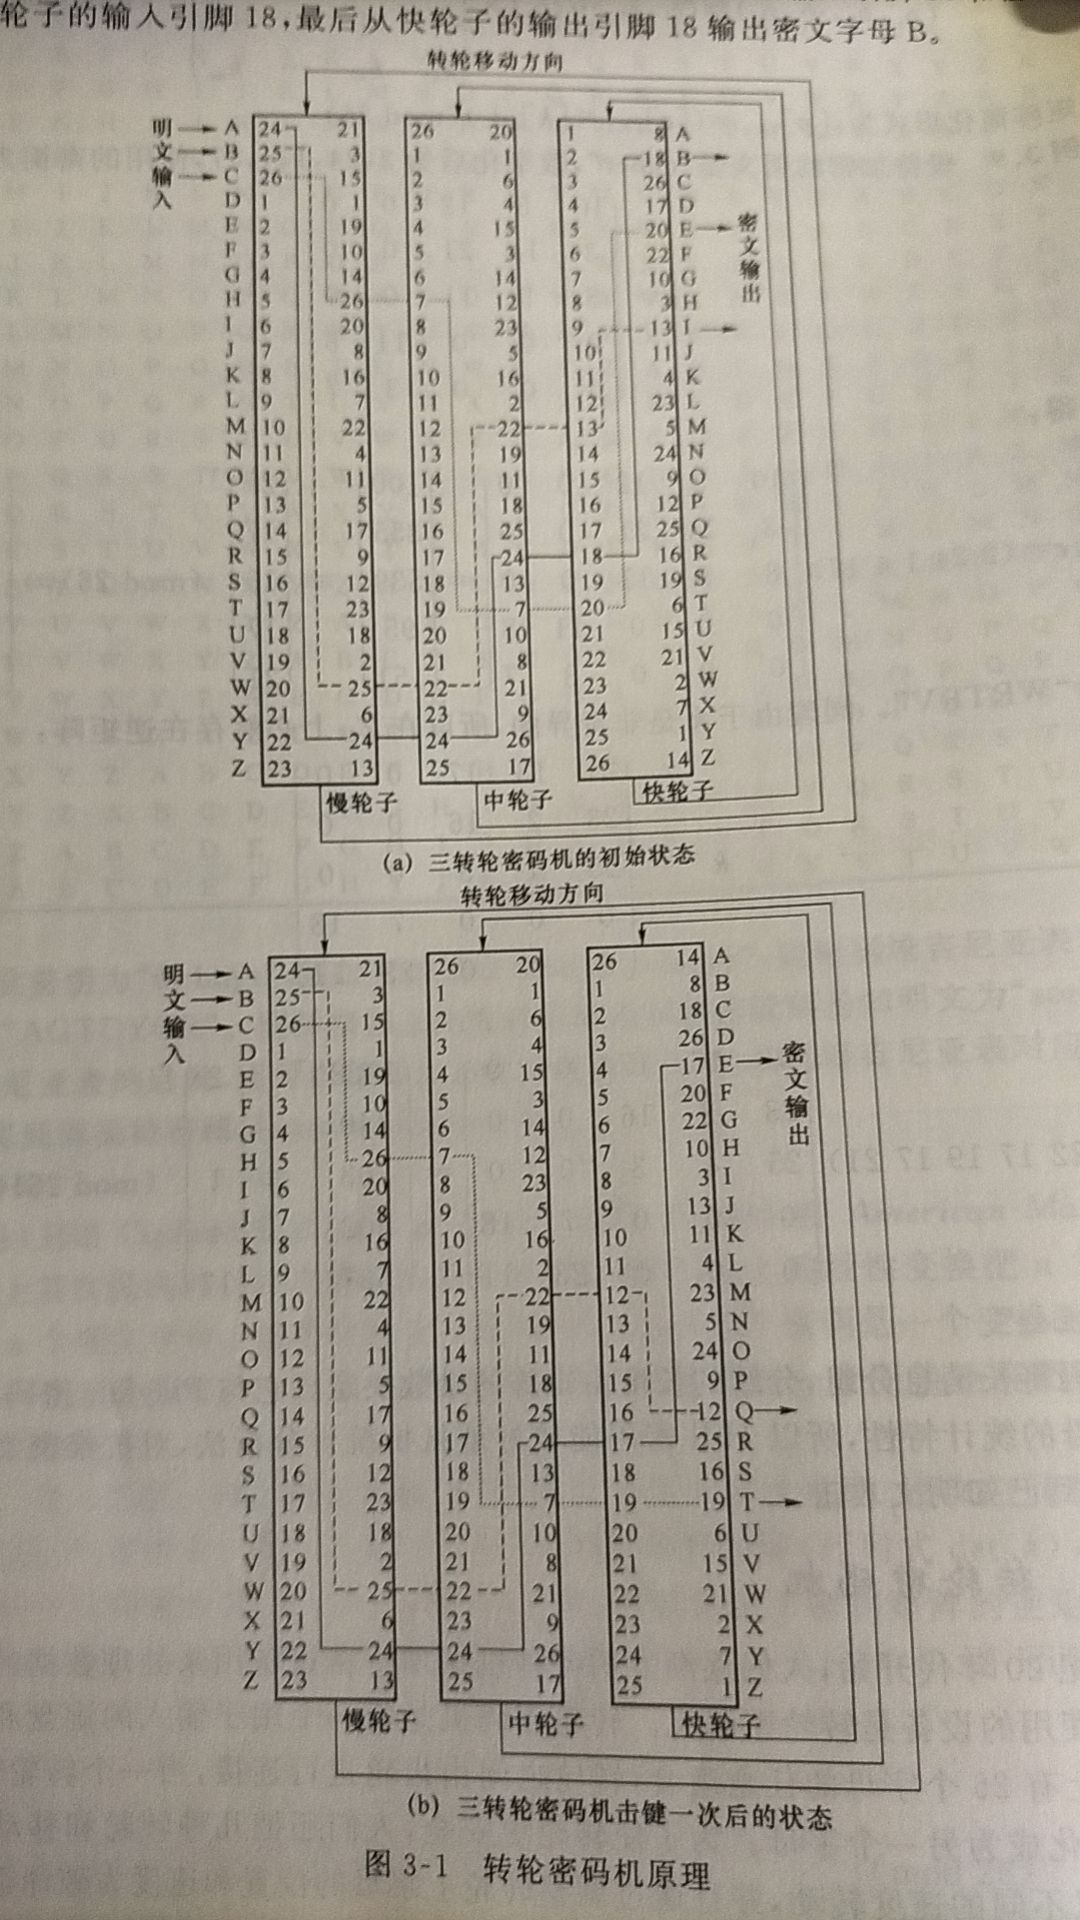 轮子的输入引脚 18,最后从快轮子的输出引脚 18 输出密文字母 B。
转轮移动方向
明 A 24 21 26 20 1 8 A
文 B 25 3 1 1 2 18 B
输 C 26 15 2 6 3 26 C
入 D 1 1 3 4 4 17 D
E 2 19 4 15 5 20 E
F 3 10 5 3 6 22 F
G 4 14 6 14 7 10 G
H 5 26 7 12 8 3 H
I 6 20 8 23 9 13 I
J 7 8 9 5 10 11 J
K 8 16 10 16 11 4 K
L 9 7 11 2 12 23 L
M 10 22 12 22 13 5 M
N 11 4 13 19 14 24 N
O 12 11 14 11 15 9 O
P 13 5 15 18 16 12 P
Q 14 17 16 25 17 25 Q
R 15 9 17 24 18 16 R
S 16 12 18 13 19 19 S
T 17 23 19 7 20 6 T
U 18 18 20 10 21 15 U
V 19 2 21 8 22 21 V
W 20 25 22 21 23 2 W
X 21 6 23 9 24 7 X
Y 22 24 24 26 25 1 Y
Z 23 13 25 17 26 14 Z
密文输出
慢轮子 中轮子 快轮子
(a) 三转轮密码机的初始状态
转轮移动方向
明 A 24 21 26 20 26 14 A
文 B 25 3 1 1 1 8 B
输 C 26 15 2 6 2 18 C
入 D 1 1 3 4 3 26 D
E 2 19 4 15 4 17 E
F 3 10 5 3 5 20 F
G 4 14 6 14 6 22 G
H 5 26 7 12 7 10 H
I 6 20 8 23 8 3 I
J 7 8 9 5 9 13 J
K 8 16 10 16 10 11 K
L 9 7 11 2 11 4 L
M 10 22 12 22 12 23 M
N 11 4 13 19 13 5 N
O 12 11 14 11 14 24 O
P 13 5 15 18 15 9 P
Q 14 17 16 25 16 12 Q
R 15 9 17 24 17 25 R
S 16 12 18 13 18 16 S
T 17 23 19 7 19 19 T
U 18 18 20 10 20 6 U
V 19 2 21 8 21 15 V
W 20 25 22 21 22 21 W
X 21 6 23 9 23 2 X
Y 22 24 24 26 24 7 Y
Z 23 13 25 17 25 1 Z
密文输出
慢轮子 中轮子 快轮子
(b) 三转轮密码机击键一次后的状态
图 3-1 转轮密码机原理